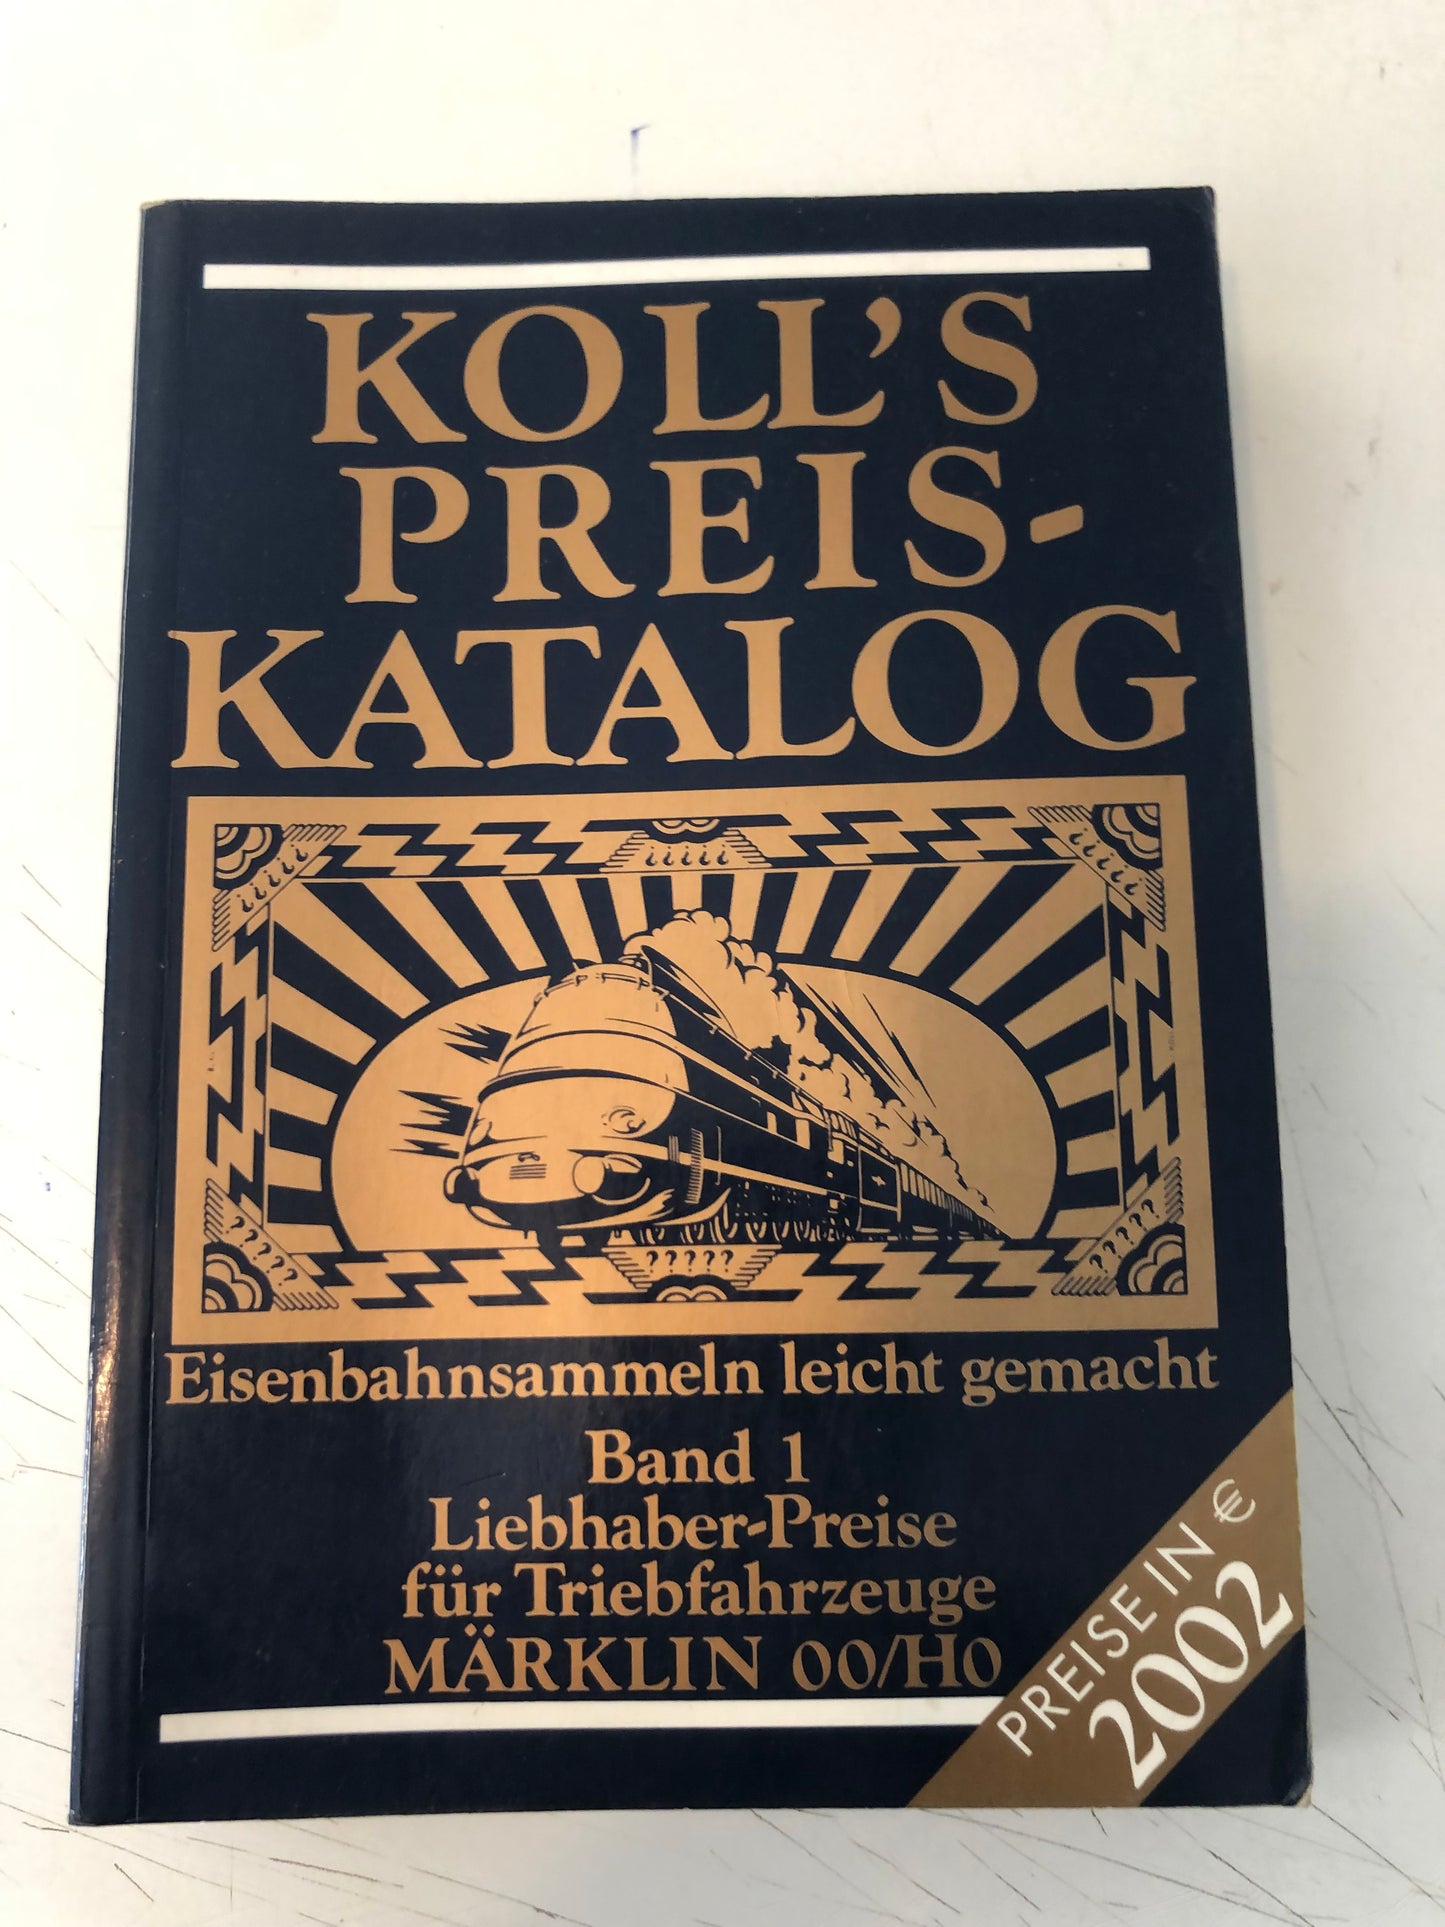 KOLL'S
PREIS-
KATALOG
Eisenbahnsammeln leicht gemacht
Band 1
Liebhaber-Preise
für Triebfahrzeuge
MÄRKLIN 00/H0
PREISE IN €
2002